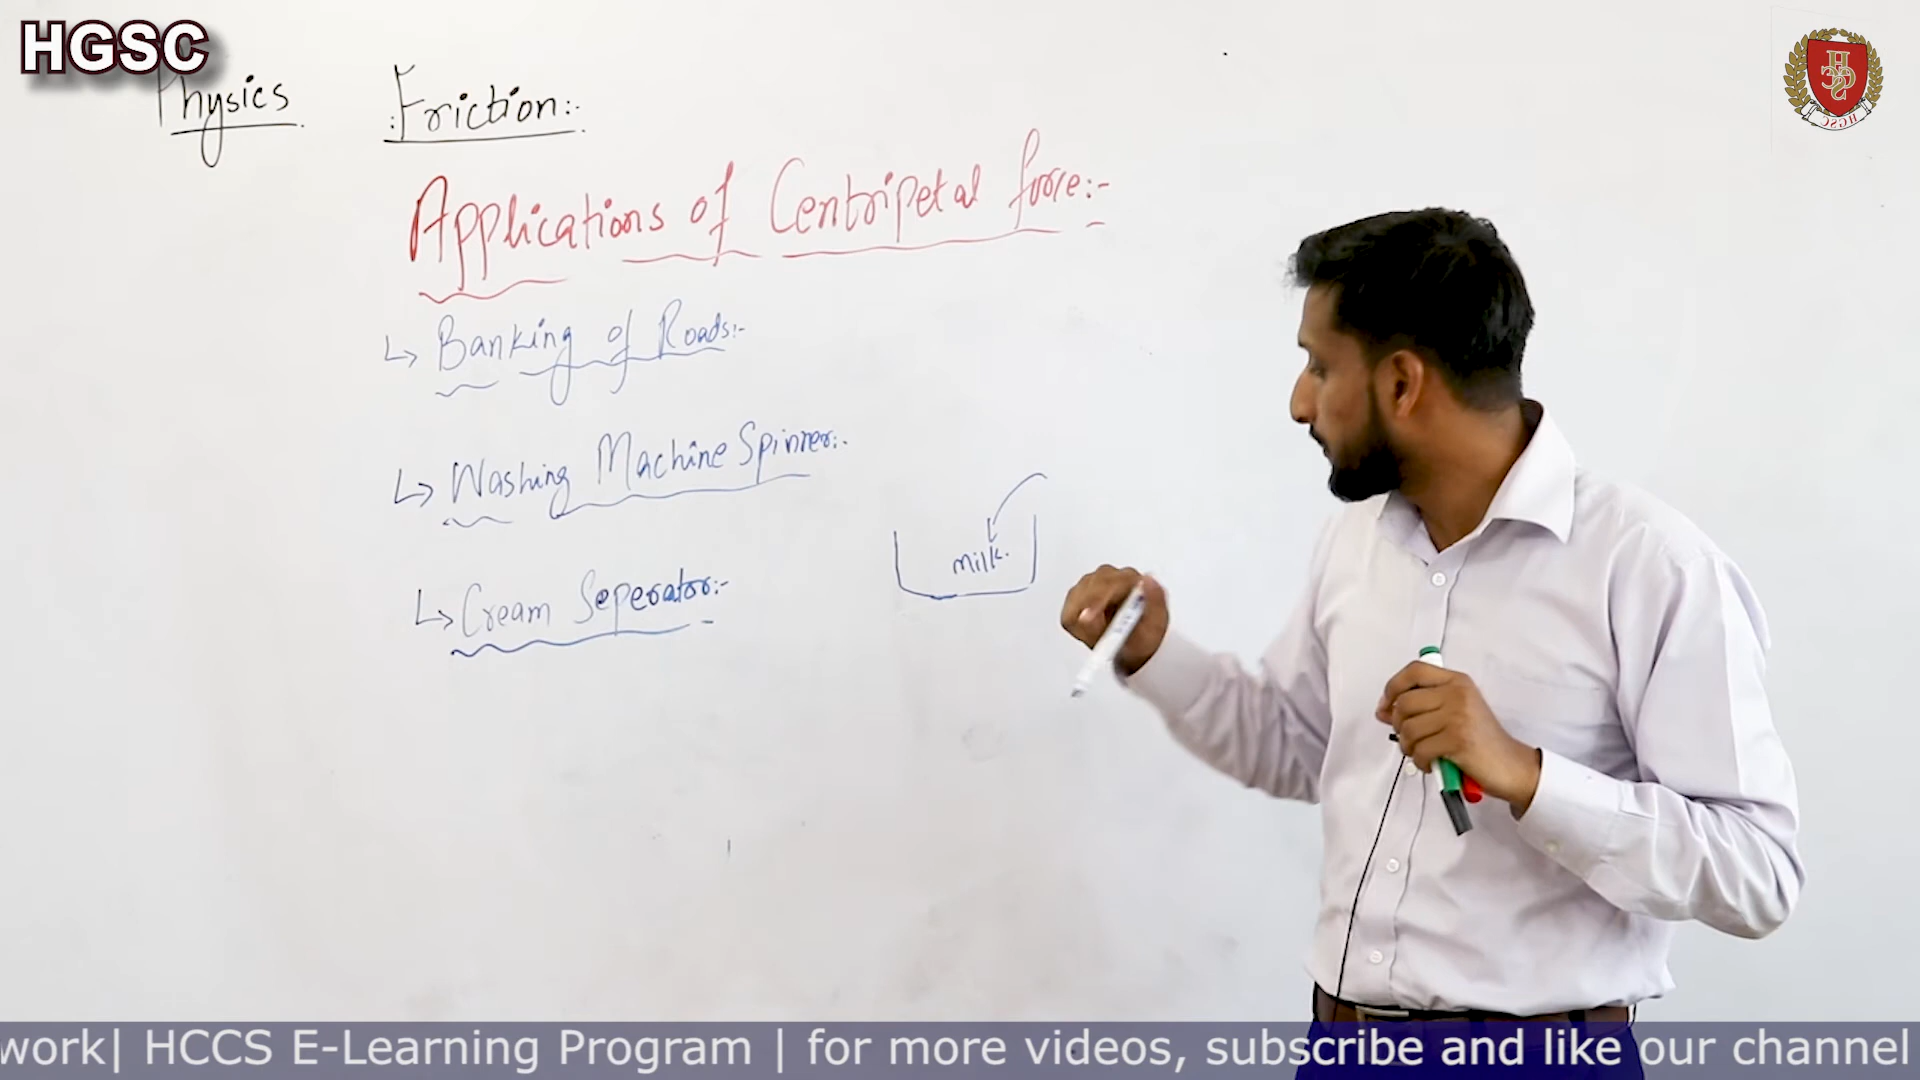 HGSC
Physics
:Friction:-
Applications of Centripetal force:-
↳ Banking of Roads:-
↳ Washing Machine Spinner:-
milk.
↳ Cream Seperator:-
HGSC
work| HCCS E-Learning Program | for more videos, subscribe and like our channel